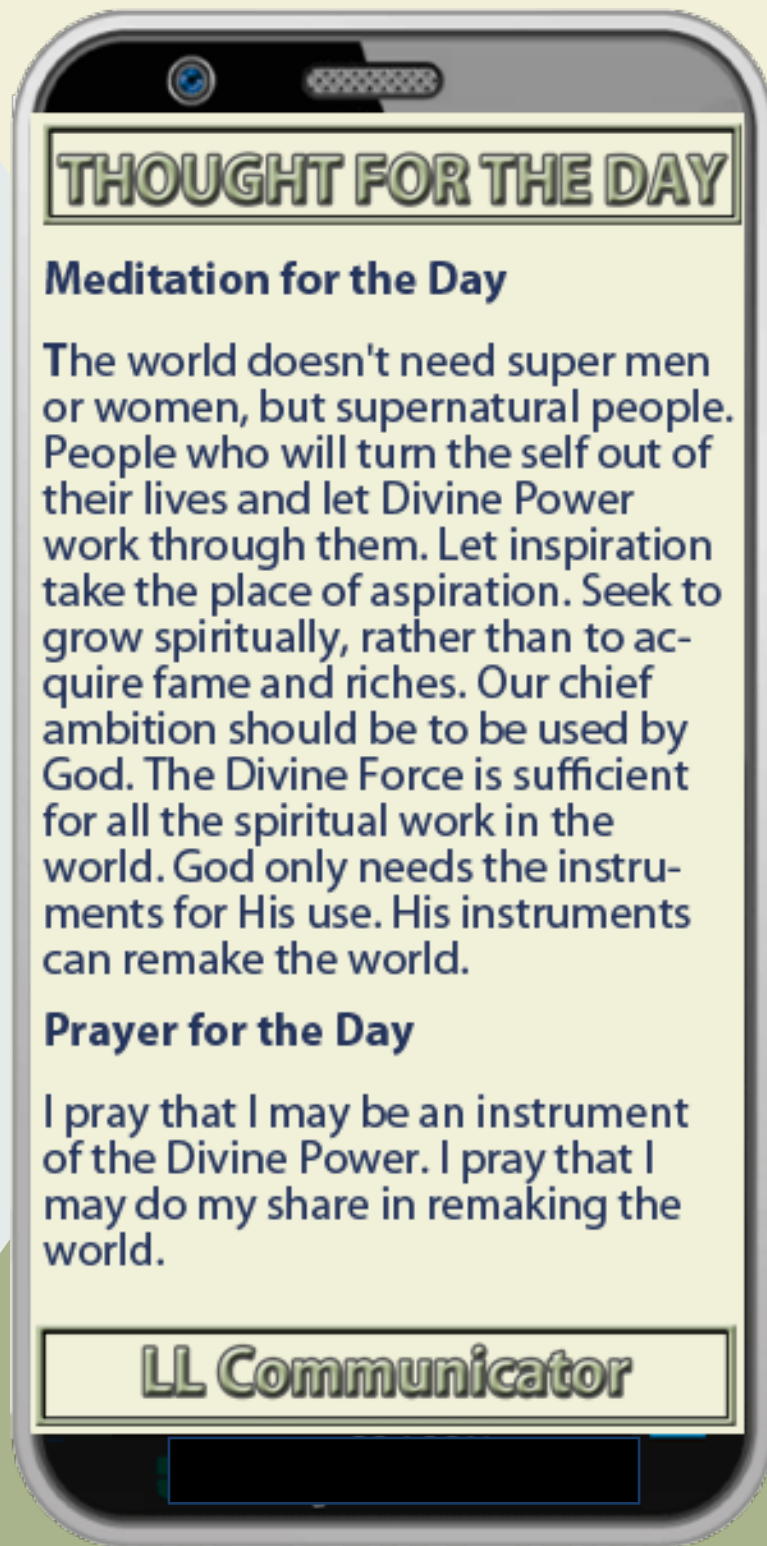 THOUGHT FOR THE DAY
Meditation for the Day
The world doesn't need super men
or women, but supernatural people.
People who will turn the self out of
their lives and let Divine Power
work through them. Let inspiration
take the place of aspiration. Seek to
grow spiritually, rather than to ac-
quire fame and riches. Our chief
ambition should be to be used by
God. The Divine Force is sufficient
for all the spiritual work in the
world. God only needs the instru-
ments for His use. His instruments
can remake the world.
Prayer for the Day
I pray that I may be an instrument
of the Divine Power. I pray that I
may do my share in remaking the
world.
LL Communicator